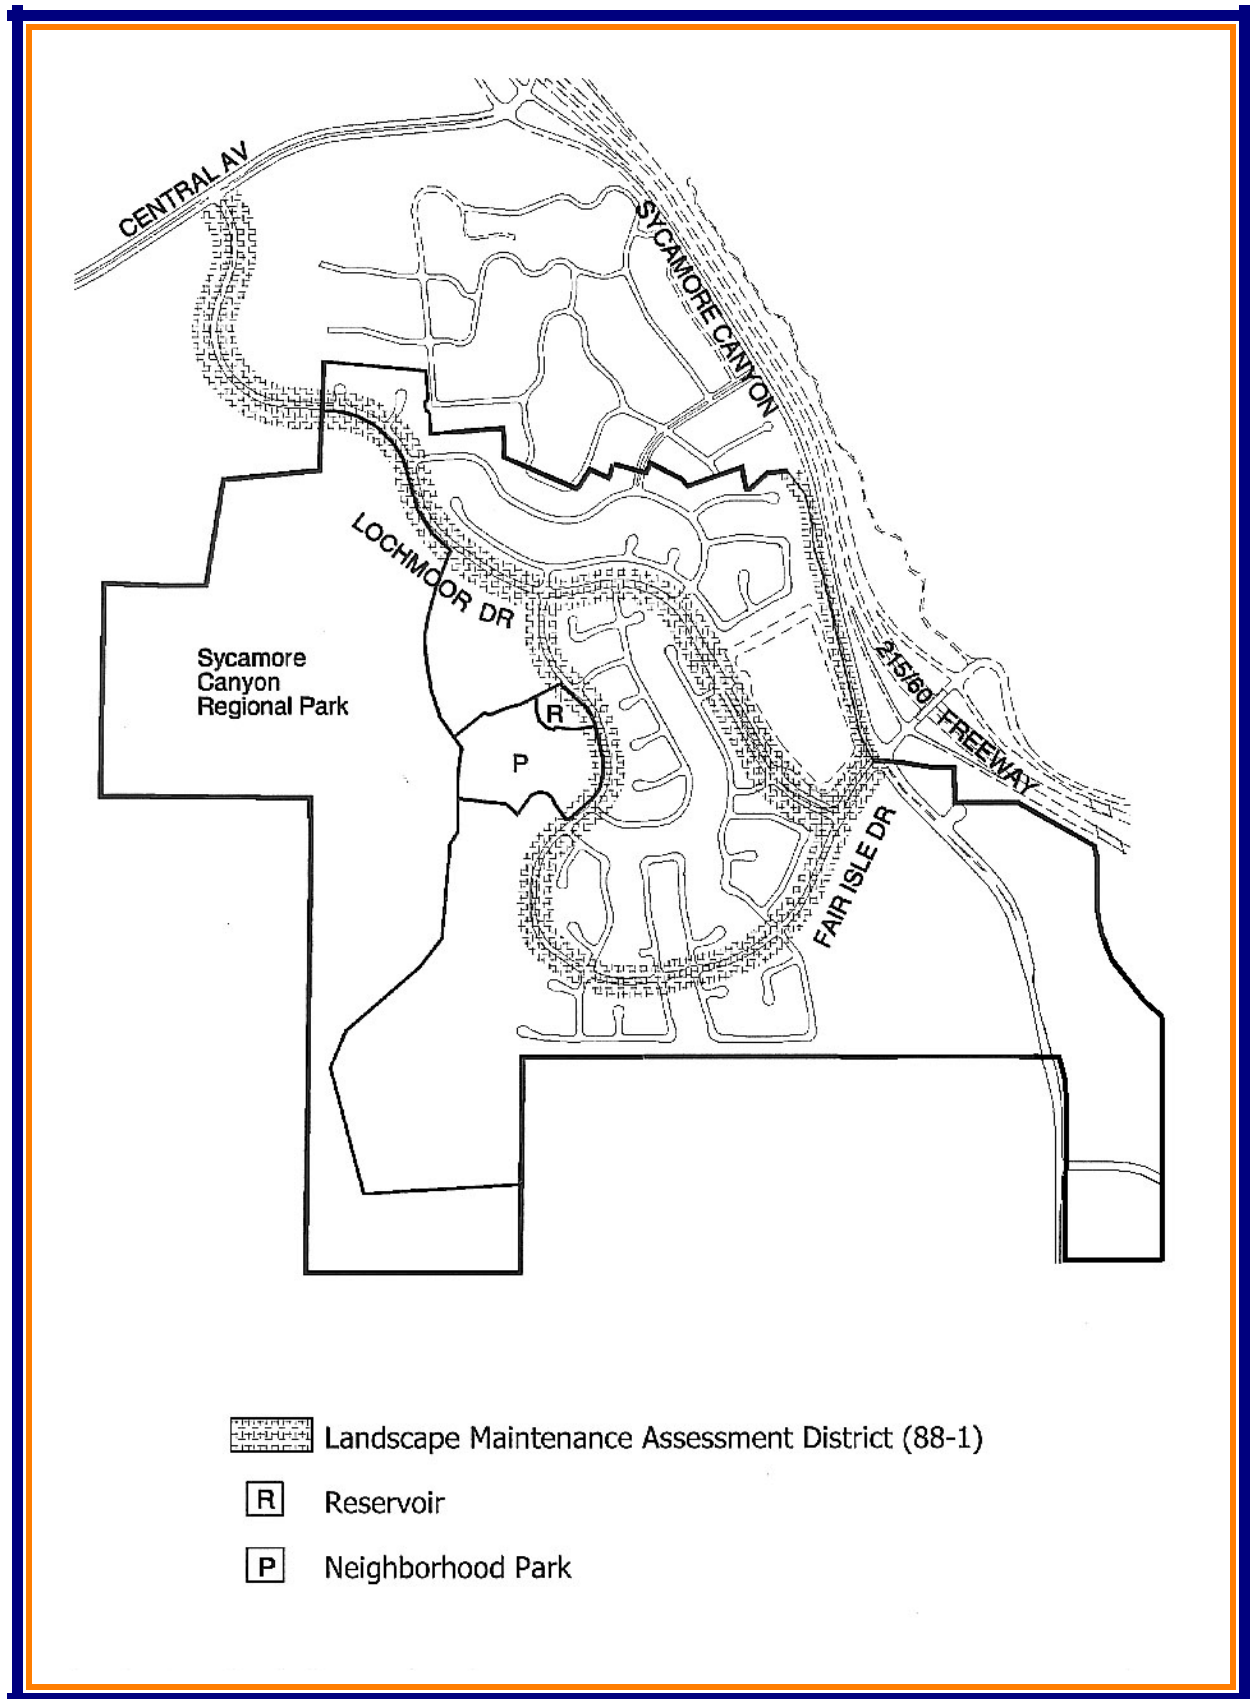 CENTRAL AV
SYCAMORE CANYON
LOCHMOOR DR
Sycamore
Canyon
Regional Park
215/60
FREEWAY
R
P
FAIR ISLE DR
Landscape Maintenance Assessment District (88-1)
R
Reservoir
P
Neighborhood Park